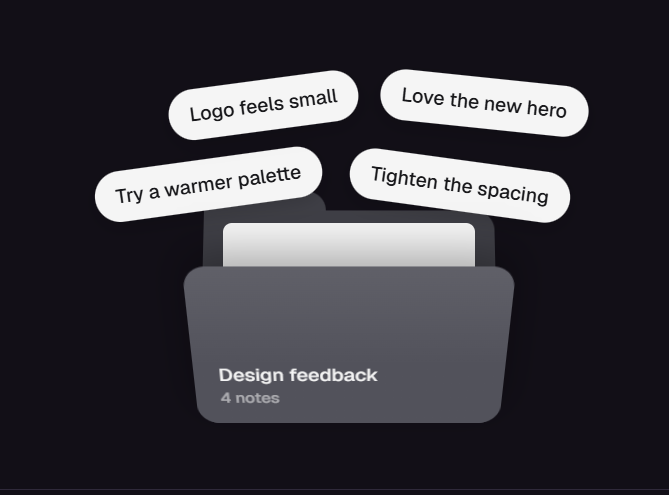 Logo feels small
Love the new hero
Try a warmer palette
Tighten the spacing
Design feedback
4 notes